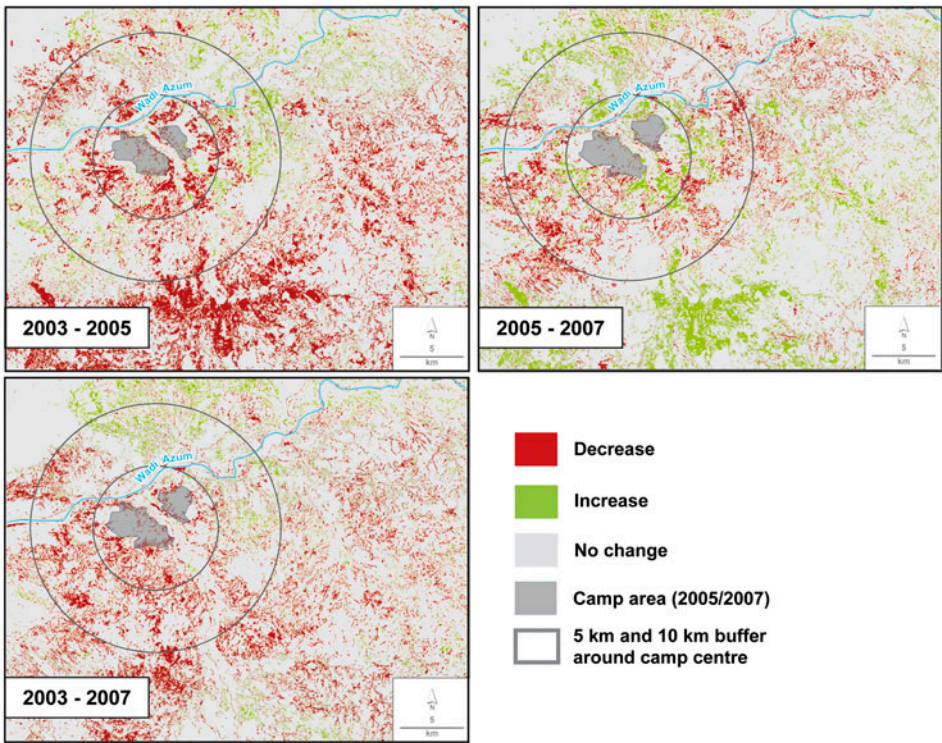 Wadi Azum
2003 - 2005
N
5
km
Wadi Azum
2005 - 2007
N
5
km
Wadi Azum
2003 - 2007
N
5
km
Decrease
Increase
No change
Camp area (2005/2007)
5 km and 10 km buffer
around camp centre